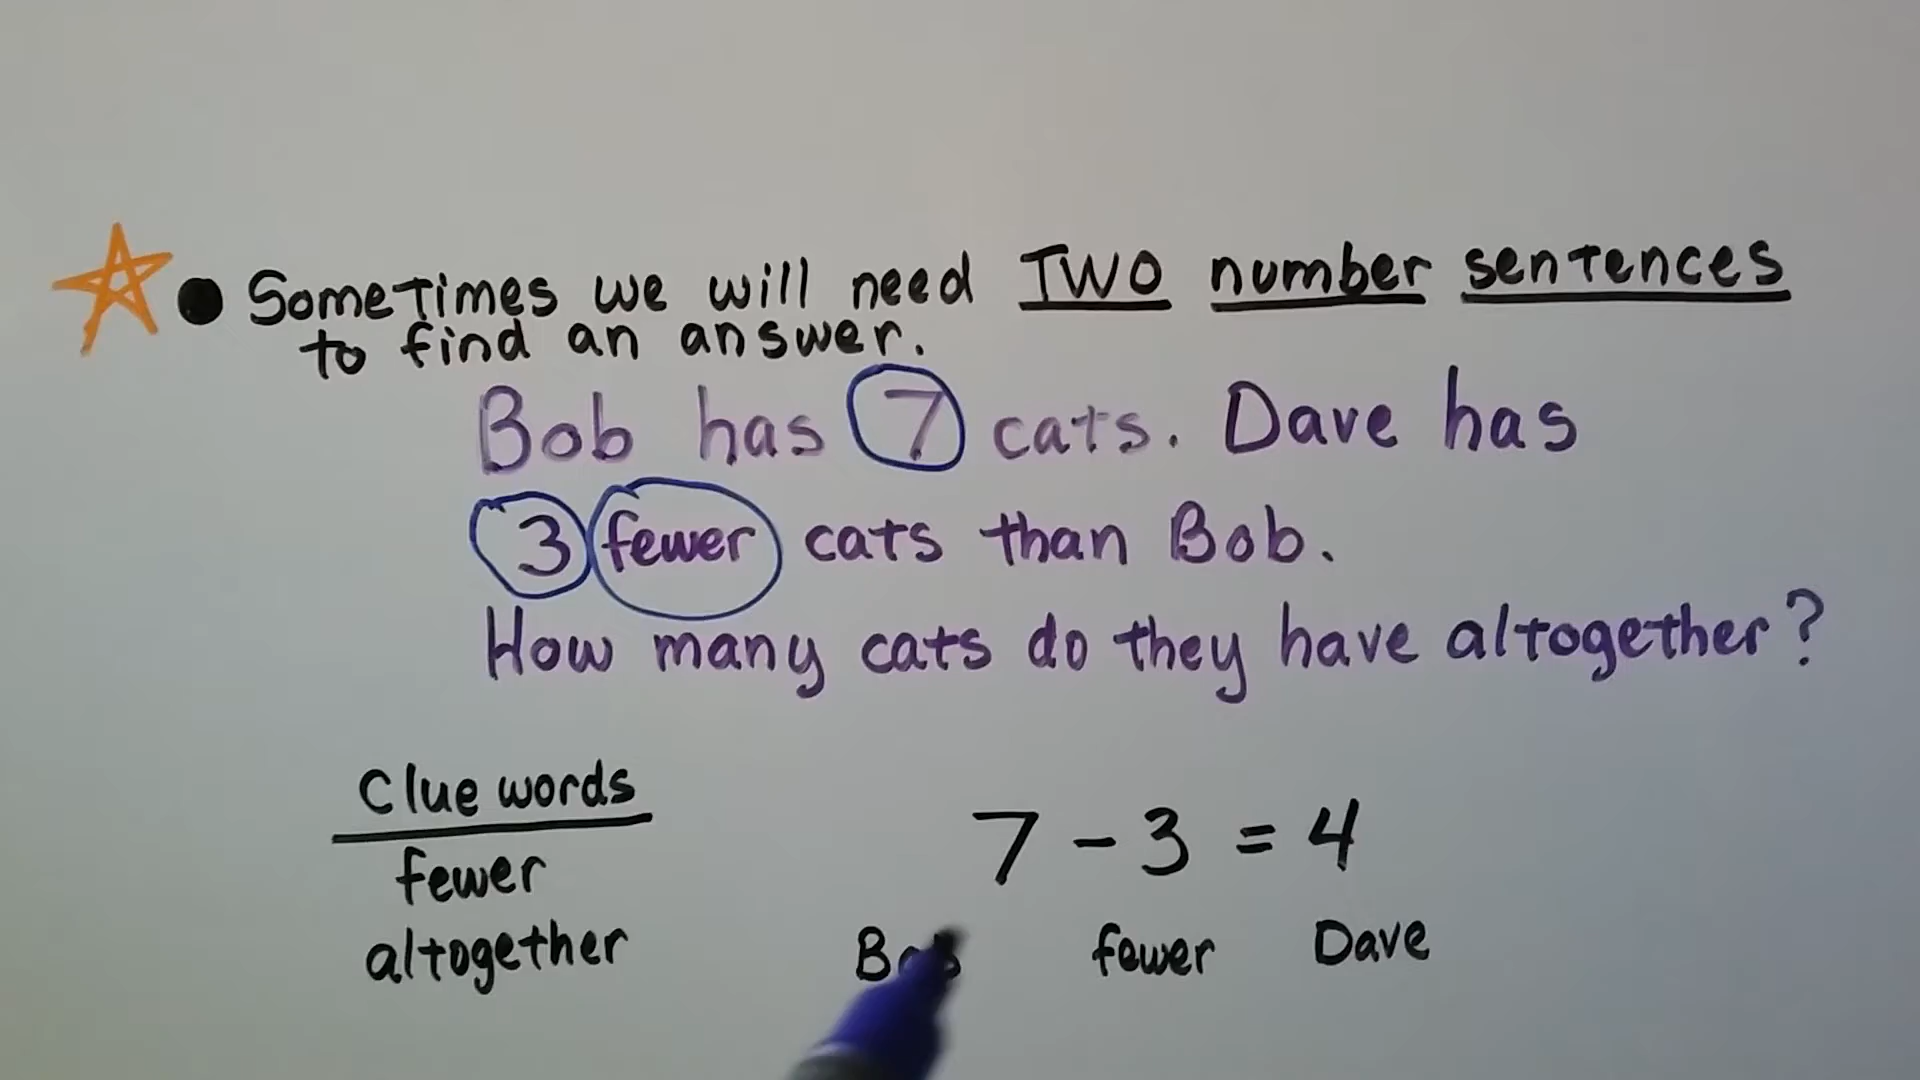 Sometimes we will need TWO number sentences
to find an answer.
Bob has 7 cats. Dave has
3 fewer cats than Bob.
How many cats do they have altogether?
Clue words
fewer
altogether
7 - 3 = 4
Bob fewer Dave